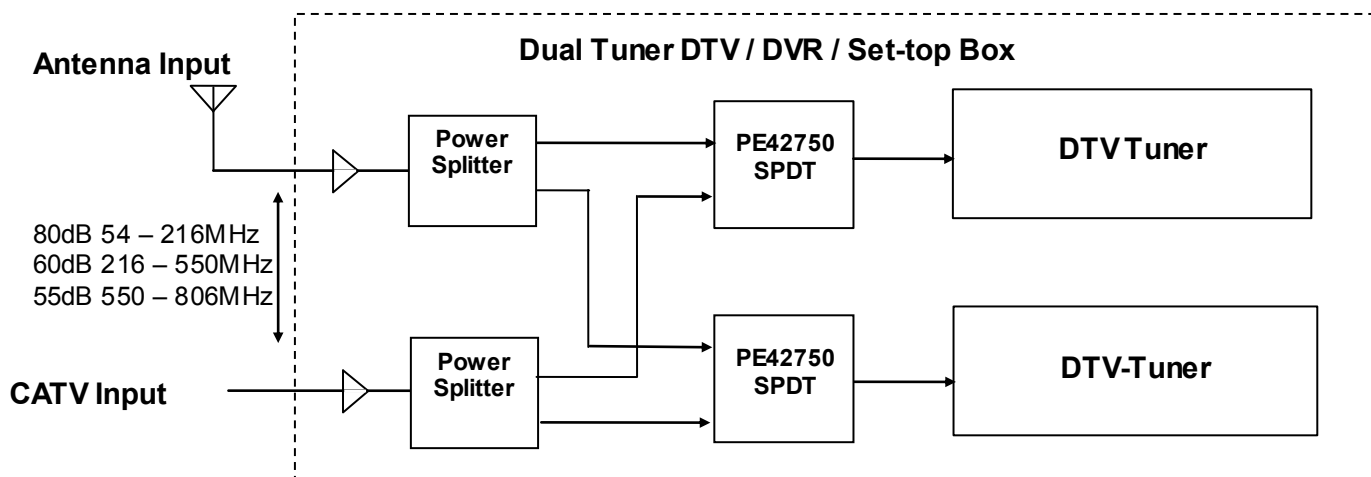 Dual Tuner DTV / DVR / Set-top Box
Antenna Input
Power
Splitter
PE42750
SPDT
DTV Tuner
80dB 54 – 216MHz
60dB 216 – 550MHz
55dB 550 – 806MHz
CATV Input
Power
Splitter
PE42750
SPDT
DTV-Tuner